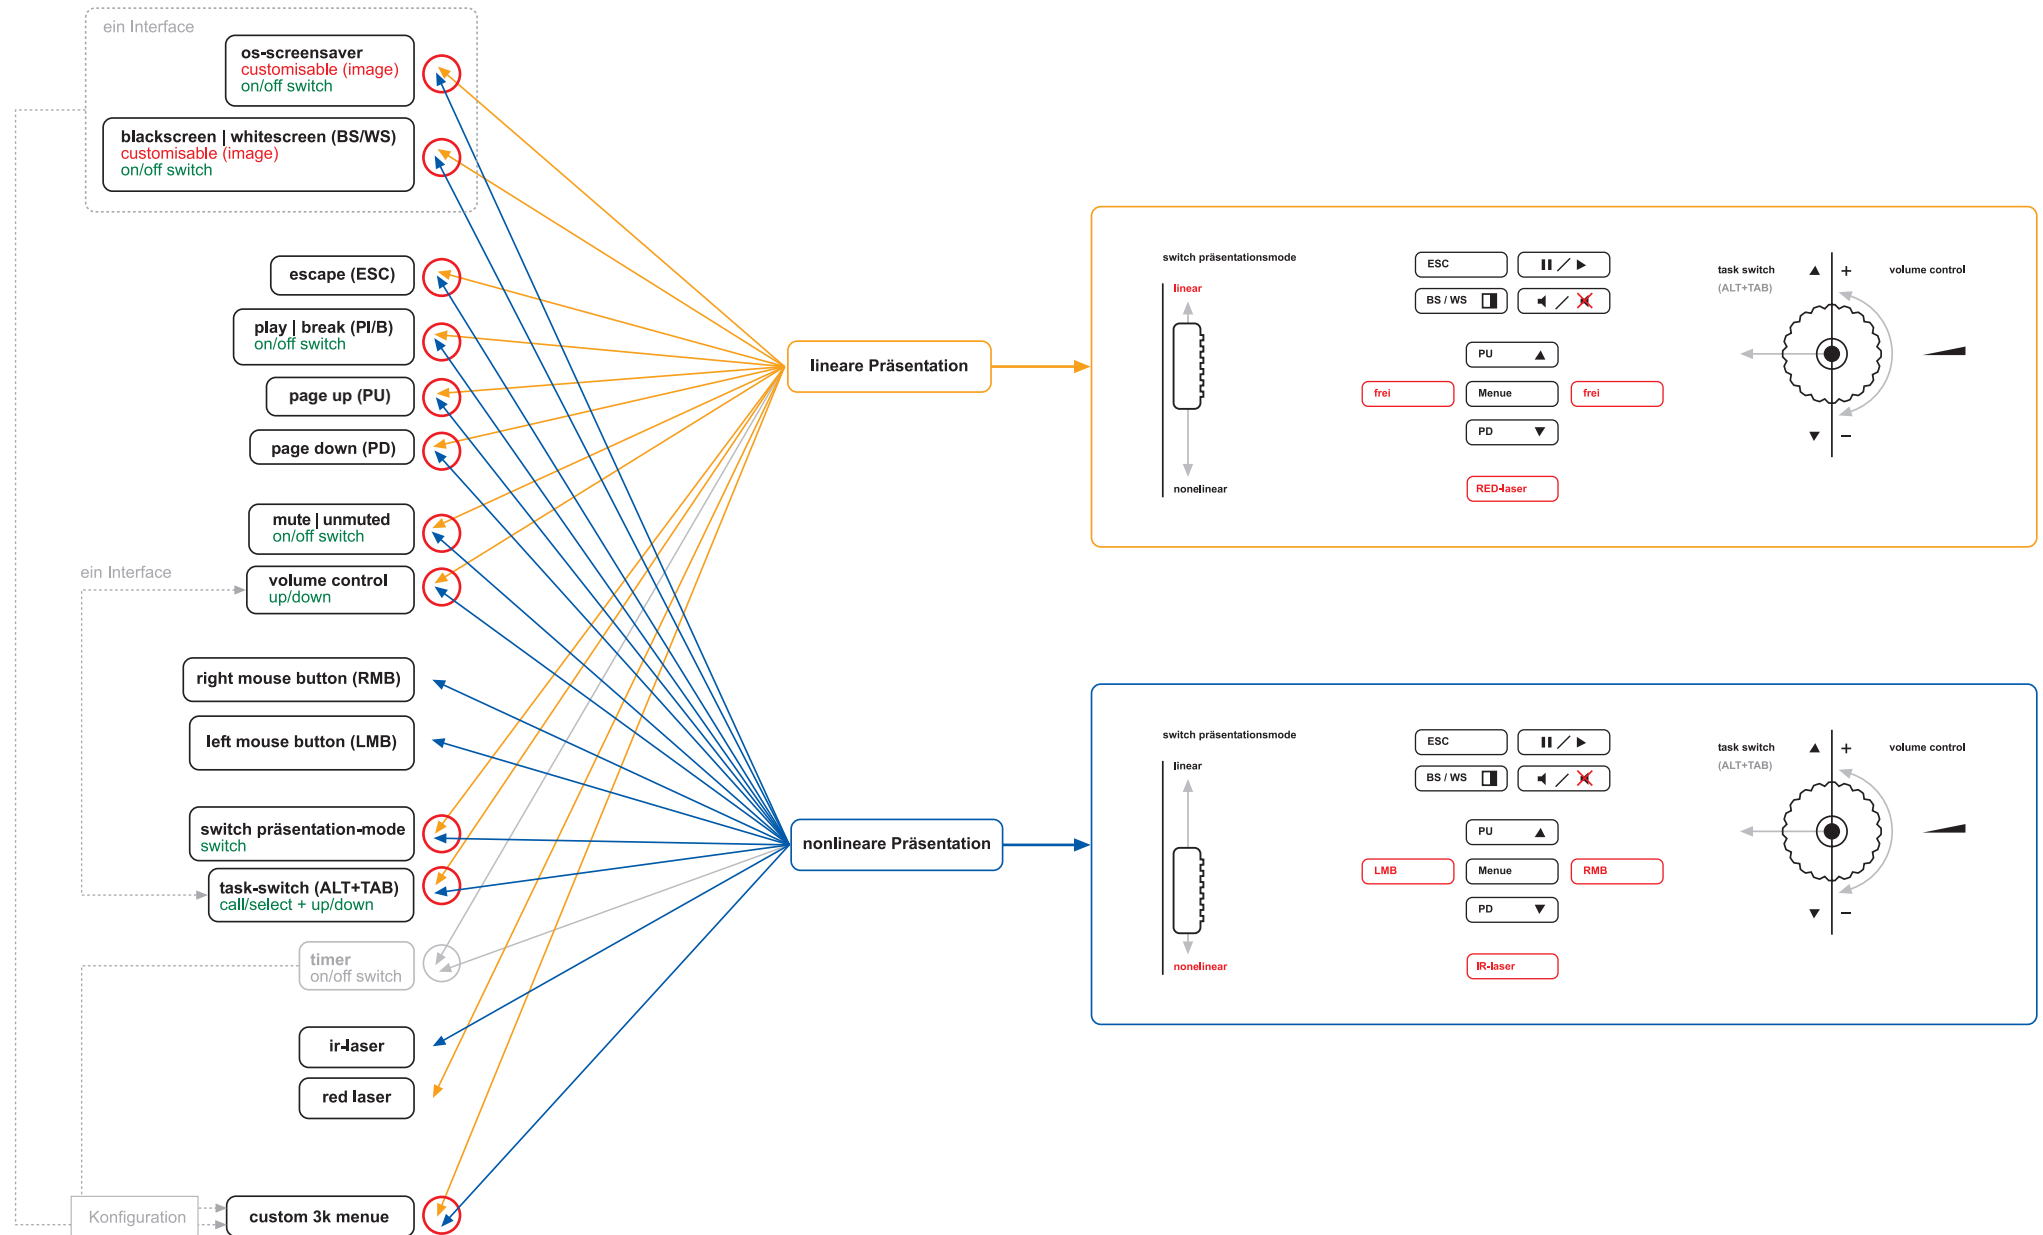 ein Interface
os-screensaver
customisable (image)
on/off switch
blackscreen | whitescreen (BS/WS)
customisable (image)
on/off switch
escape (ESC)
play | break (Pl/B)
on/off switch
page up (PU)
page down (PD)
mute | unmuted
on/off switch
ein Interface
volume control
up/down
right mouse button (RMB)
left mouse button (LMB)
switch präsentation-mode
switch
task-switch (ALT+TAB)
call/select + up/down
timer
on/off switch
ir-laser
red laser
Konfiguration
custom 3k menue
lineare Präsentation
nonlineare Präsentation
switch präsentationsmode
linear
nonelinear
ESC
BS / WS
PU
frei
Menue
frei
PD
RED-laser
task switch
(ALT+TAB)
+
−
volume control
switch präsentationsmode
linear
nonelinear
ESC
BS / WS
PU
LMB
Menue
RMB
PD
IR-laser
task switch
(ALT+TAB)
+
−
volume control